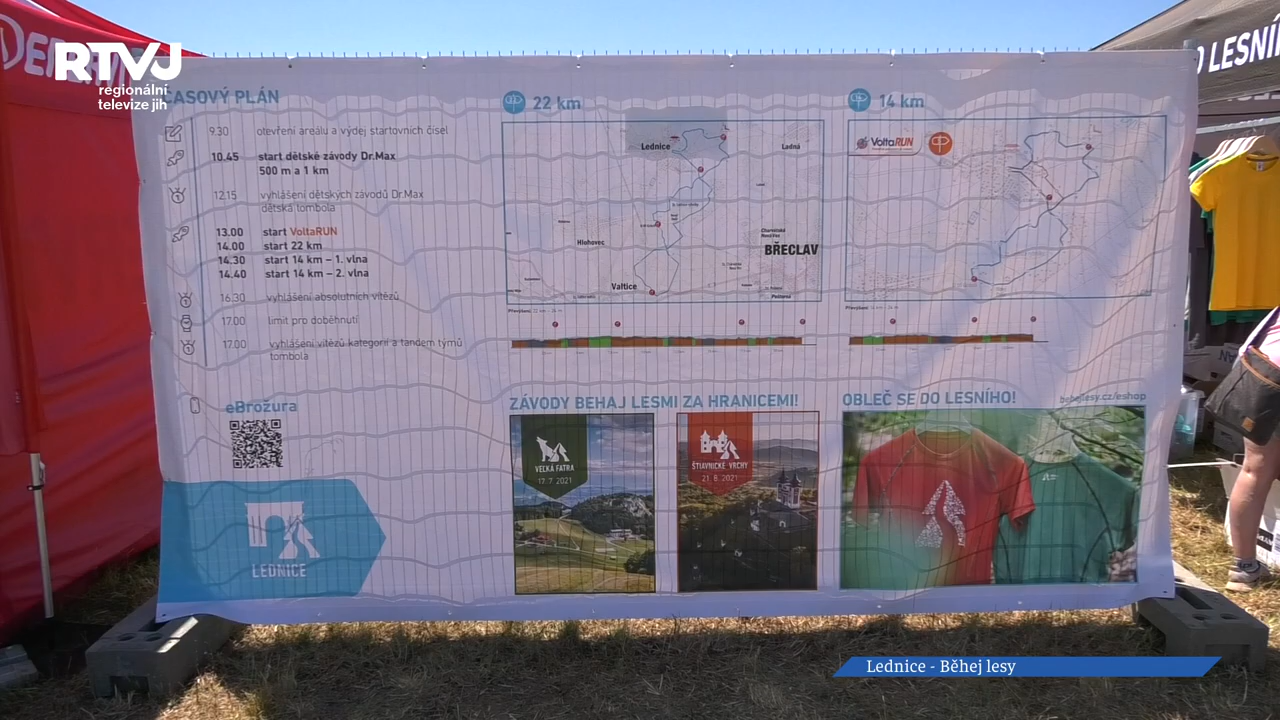 RTVJ
regionální
televize jih
ČASOVÝ PLÁN
9.30 otevření areálu a výdej startovních čísel
10.45 start dětské závody Dr.Max
500 m a 1 km
12.15 vyhlášení dětských závodů Dr.Max
dětská tombola
13.00 start VoltaRUN
14.00 start 22 km
14.30 start 14 km – 1. vlna
14.40 start 14 km – 2. vlna
16.30 vyhlášení absolutních vítězů
17.00 limit pro doběhnutí
17.00 vyhlášení vítězů kategorií a tandem týmů
tombola
eBrožura
LEDNICE
22 km
Lednice
Ladná
Hlohovec
BŘECLAV
Valtice
14 km
VoltaRUN
ZÁVODY BĚHAJ LESMI ZA HRANICEMI!
VEĽKÁ FATRA
17. 7. 2021
ŠTIAVNICKÉ VRCHY
21. 8. 2021
OBLEČ SE DO LESNÍHO!
behejlesy.cz/eshop
O LESNÍ
Lednice - Běhej lesy